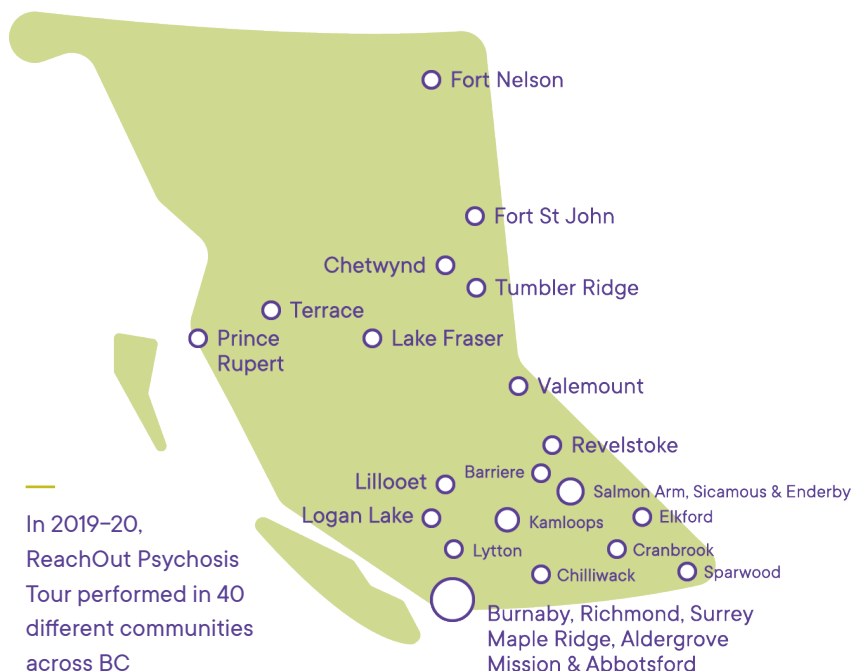 Fort Nelson
Fort St John
Chetwynd
Tumbler Ridge
Terrace
Prince
Rupert
Lake Fraser
Valemount
Revelstoke
Barriere
Lillooet
Salmon Arm, Sicamous & Enderby
Logan Lake
Kamloops
Elkford
Lytton
Cranbrook
Chilliwack
Sparwood
Burnaby, Richmond, Surrey
Maple Ridge, Aldergrove
Mission & Abbotsford
In 2019–20,
ReachOut Psychosis
Tour performed in 40
different communities
across BC